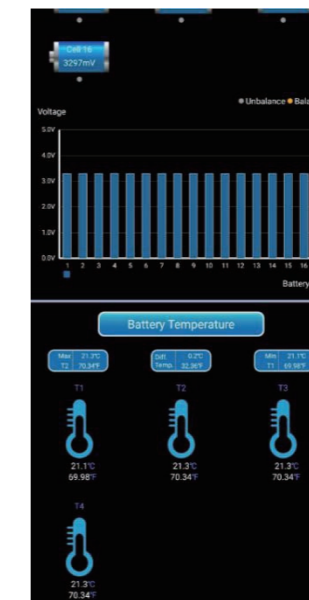 Cell 16
3297mV
Unbalance Bala
Voltage
5.0V
4.0V
3.0V
2.0V
1.0V
0.0V
1 2 3 4 5 6 7 8 9 10 11 12 13 14 15 16
Battery
Battery Temperature
Max 21.3℃
T2 70.34℉
Diff. 0.2℃
Temp. 32.36℉
Min 21.1℃
T1 69.98℉
T1 T2 T3
21.1℃ 21.3℃ 21.3℃
69.98℉ 70.34℉ 70.34℉
T4
21.3℃
70.34℉